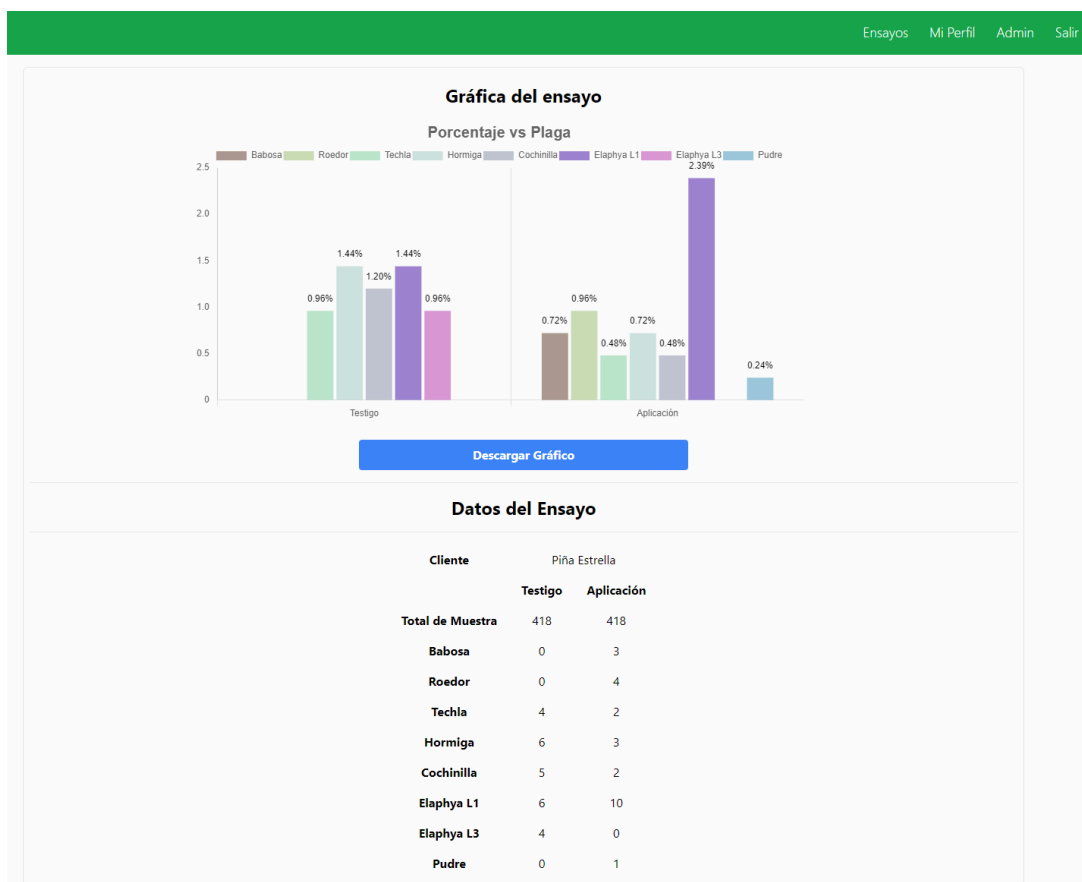 Ensayos Mi Perfil Admin Salir
Gráfica del ensayo
Porcentaje vs Plaga
Babosa Roedor Techla Hormiga Cochinilla Elaphya L1 Elaphya L3 Pudre
2.5
2.0
1.5
1.0
0.5
0
0.96%
1.44%
1.20%
1.44%
0.96%
0.72%
0.96%
0.48%
0.72%
0.48%
2.39%
0.24%
Testigo Aplicación
Descargar Gráfico
Datos del Ensayo
Cliente Piña Estrella
Testigo Aplicación
Total de Muestra 418 418
Babosa 0 3
Roedor 0 4
Techla 4 2
Hormiga 6 3
Cochinilla 5 2
Elaphya L1 6 10
Elaphya L3 4 0
Pudre 0 1